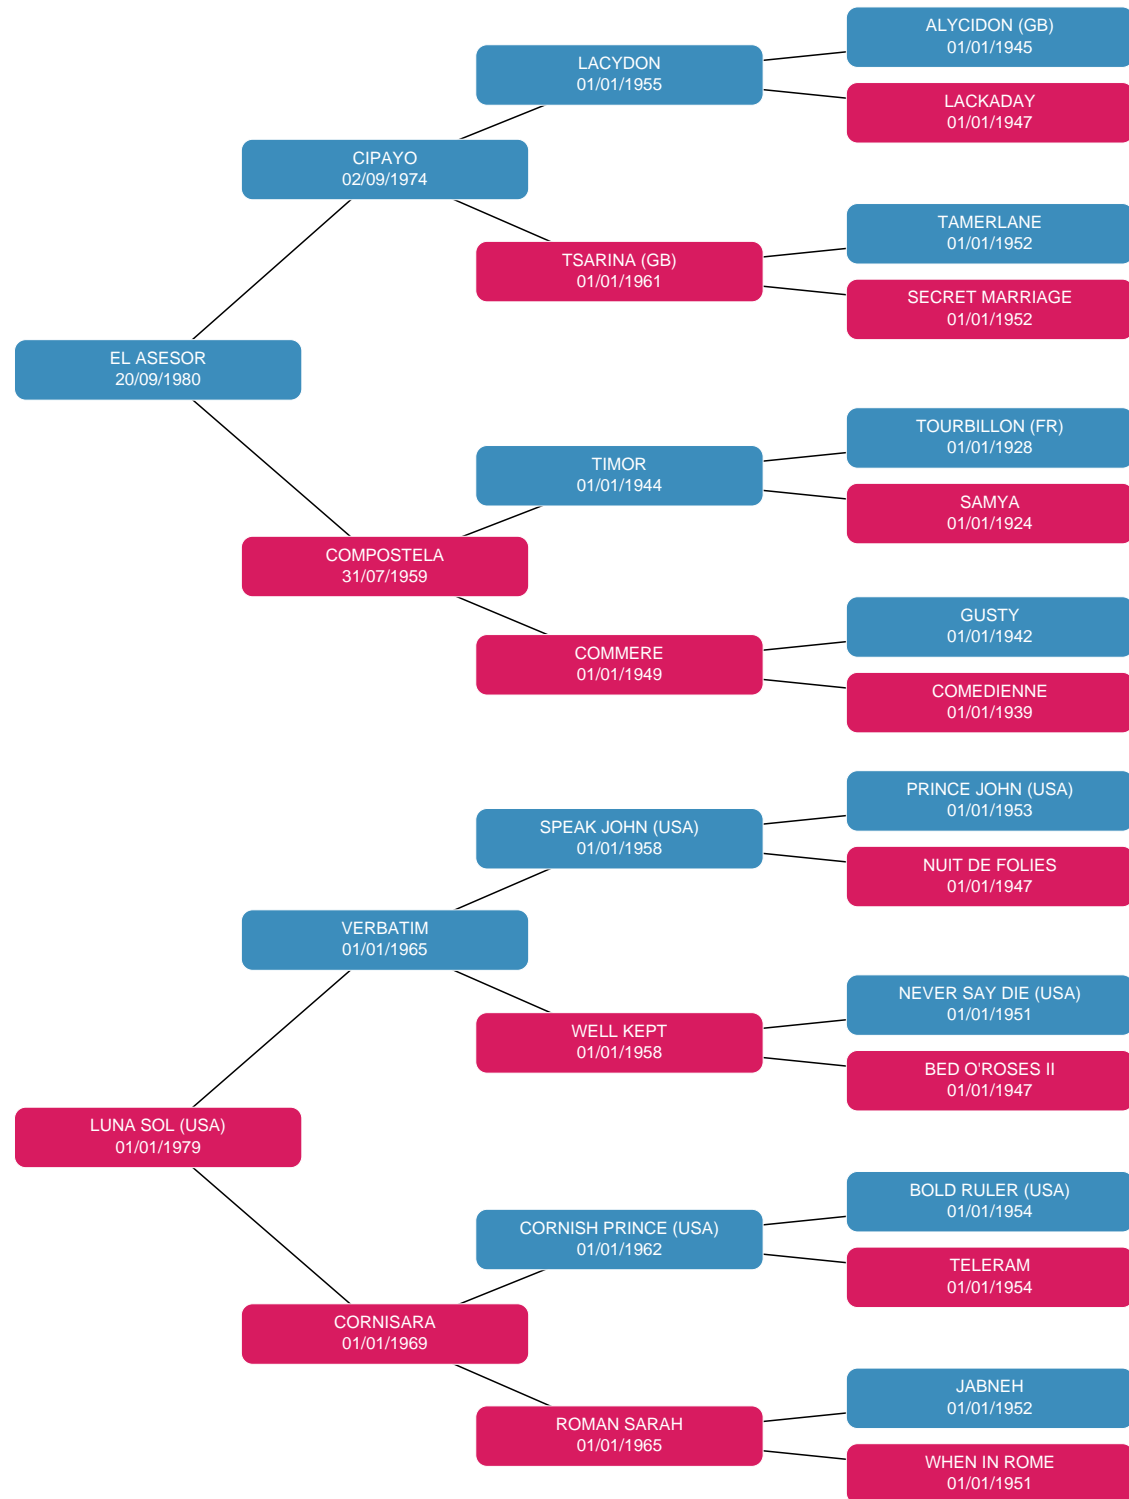 ALYCIDON (GB)
01/01/1945
LACYDON
01/01/1955
LACKADAY
01/01/1947
CIPAYO
02/09/1974
TAMERLANE
01/01/1952
TSARINA (GB)
01/01/1961
SECRET MARRIAGE
01/01/1952
EL ASESOR
20/09/1980
TOURBILLON (FR)
01/01/1928
TIMOR
01/01/1944
SAMYA
01/01/1924
COMPOSTELA
31/07/1959
GUSTY
01/01/1942
COMMERE
01/01/1949
COMEDIENNE
01/01/1939
PRINCE JOHN (USA)
01/01/1953
SPEAK JOHN (USA)
01/01/1958
NUIT DE FOLIES
01/01/1947
VERBATIM
01/01/1965
NEVER SAY DIE (USA)
01/01/1951
WELL KEPT
01/01/1958
BED O'ROSES II
01/01/1947
LUNA SOL (USA)
01/01/1979
BOLD RULER (USA)
01/01/1954
CORNISH PRINCE (USA)
01/01/1962
TELERAM
01/01/1954
CORNISARA
01/01/1969
JABNEH
01/01/1952
ROMAN SARAH
01/01/1965
WHEN IN ROME
01/01/1951